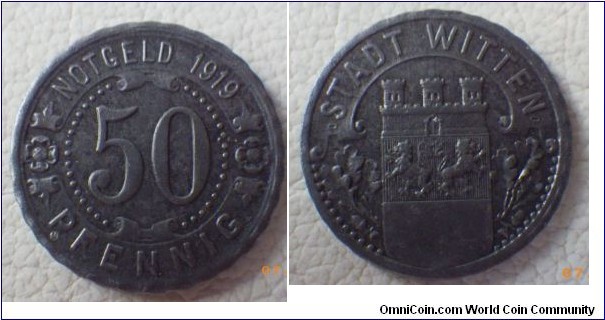 NOTGELD 1919
50
PFENNIG
STADT WITTEN
OmniCoin.com World Coin Community